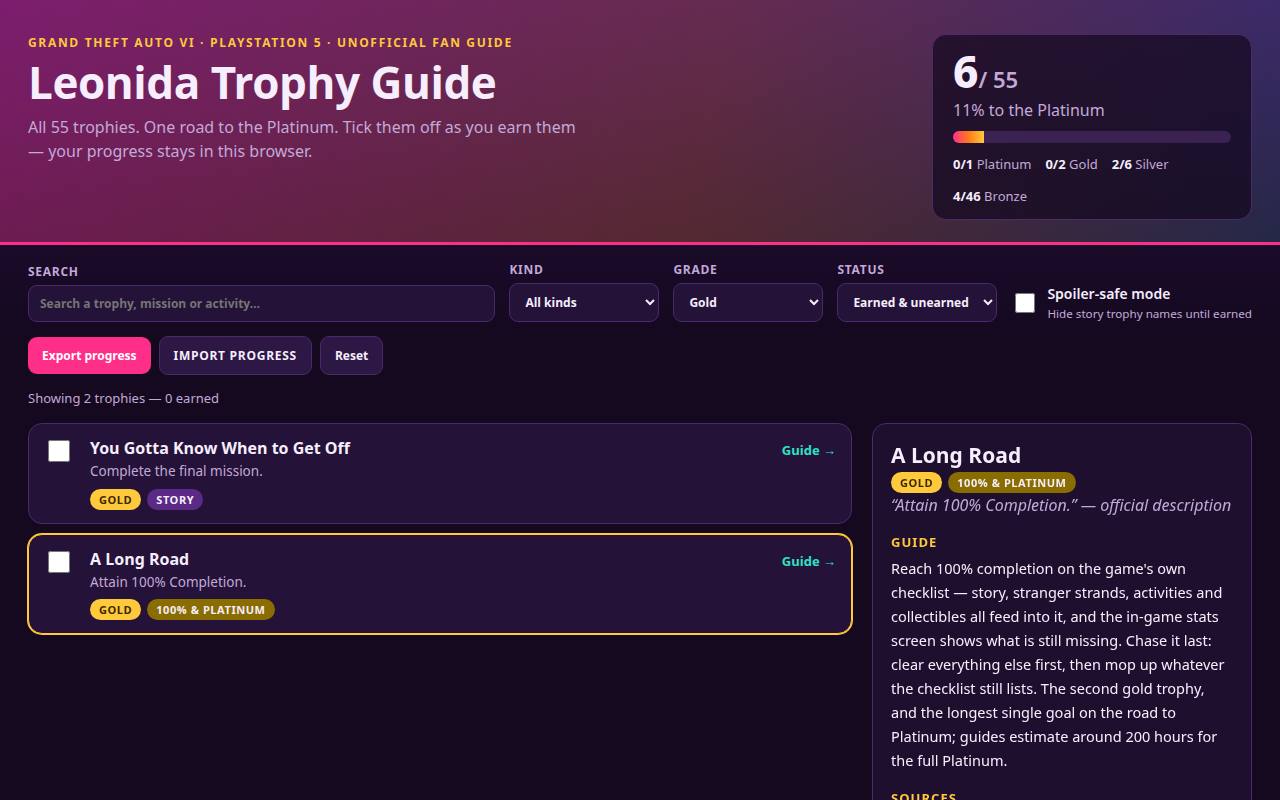 GRAND THEFT AUTO VI · PLAYSTATION 5 · UNOFFICIAL FAN GUIDE
Leonida Trophy Guide
All 55 trophies. One road to the Platinum. Tick them off as you earn them
— your progress stays in this browser.
6/ 55
11% to the Platinum
0/1 Platinum 0/2 Gold 2/6 Silver
4/46 Bronze
SEARCH
Search a trophy, mission or activity…
KIND
All kinds
GRADE
Gold
STATUS
Earned & unearned
Spoiler-safe mode
Hide story trophy names until earned
Export progress
IMPORT PROGRESS
Reset
Showing 2 trophies — 0 earned
You Gotta Know When to Get Off
Complete the final mission.
GOLD STORY
Guide →
A Long Road
Attain 100% Completion.
GOLD 100% & PLATINUM
Guide →
A Long Road
GOLD 100% & PLATINUM
“Attain 100% Completion.” — official description
GUIDE
Reach 100% completion on the game's own
checklist — story, stranger strands, activities and
collectibles all feed into it, and the in-game stats
screen shows what is still missing. Chase it last:
clear everything else first, then mop up whatever
the checklist still lists. The second gold trophy,
and the longest single goal on the road to
Platinum; guides estimate around 200 hours for
the full Platinum.
SOURCES